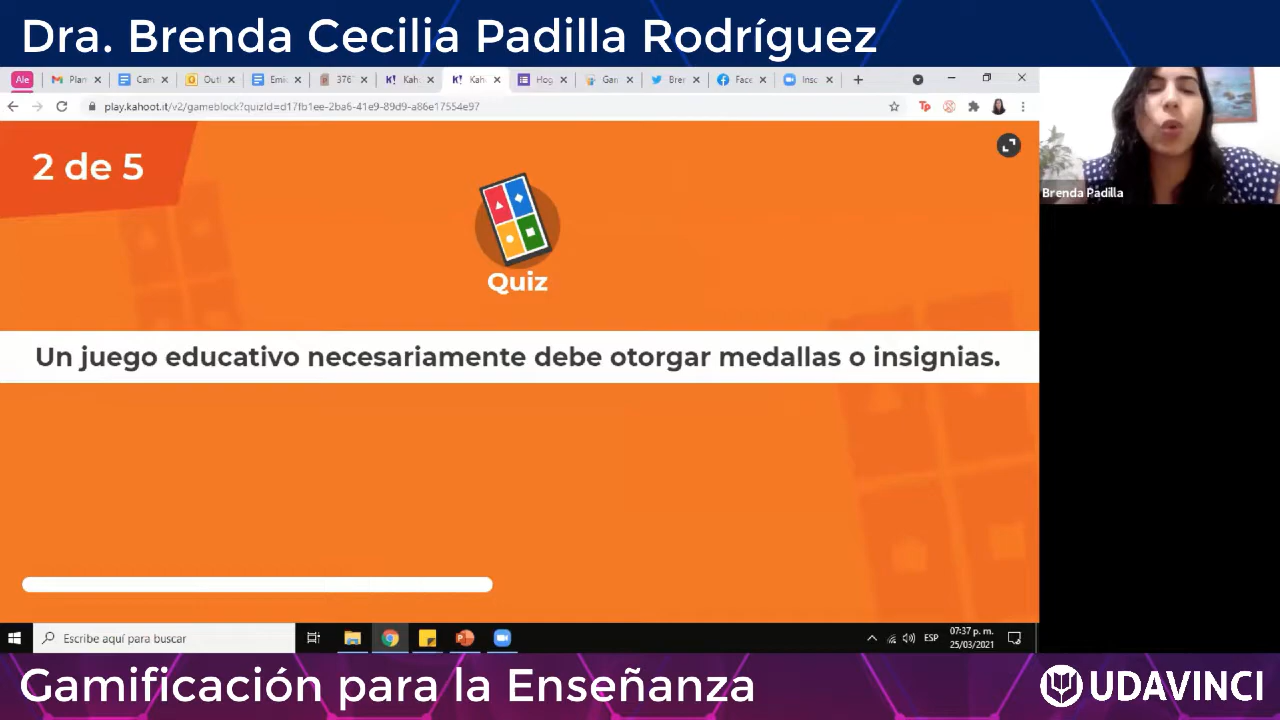 Dra. Brenda Cecilia Padilla Rodríguez
Ale
play.kahoot.it/v2/gameblock?quizId=d17fb1ee-2ba6-41e9-89d9-a86e17554e97
2 de 5
Brenda Padilla
Quiz
Un juego educativo necesariamente debe otorgar medallas o insignias.
Escribe aquí para buscar
ESP
07:37 p. m.
25/03/2021
Gamificación para la Enseñanza
UDAVINCI